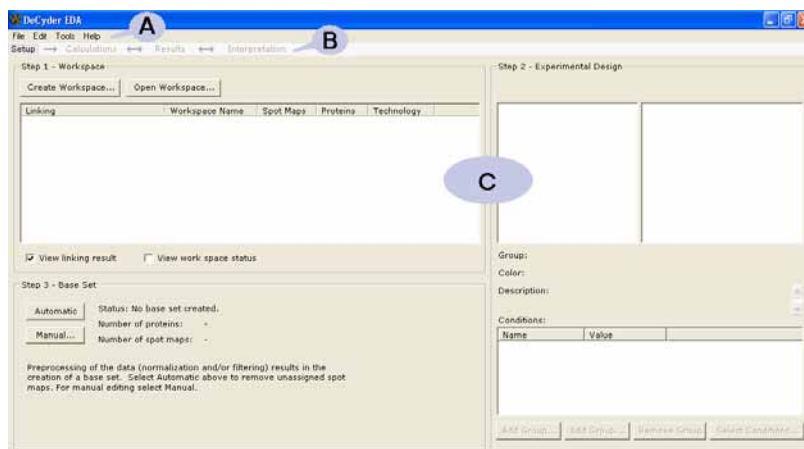 DeCyder EDA
File Edit Tools Help
A
Setup Calculations Results Interpretation
B
Step 1 - Workspace
Create Workspace... Open Workspace...
Linking Workspace Name Spot Maps Proteins Technology
View linking result View work space status
Step 2 - Experimental Design
C
Group:
Color:
Description:
Conditions:
Name Value
Add Group... Edit Group... Remove Group Select Conditions...
Step 3 - Base Set
Automatic Status: No base set created.
Number of proteins: -
Manual... Number of spot maps: -
Preprocessing of the data (normalization and/or filtering) results in the
creation of a base set. Select Automatic above to remove unassigned spot
maps. For manual editing select Manual.